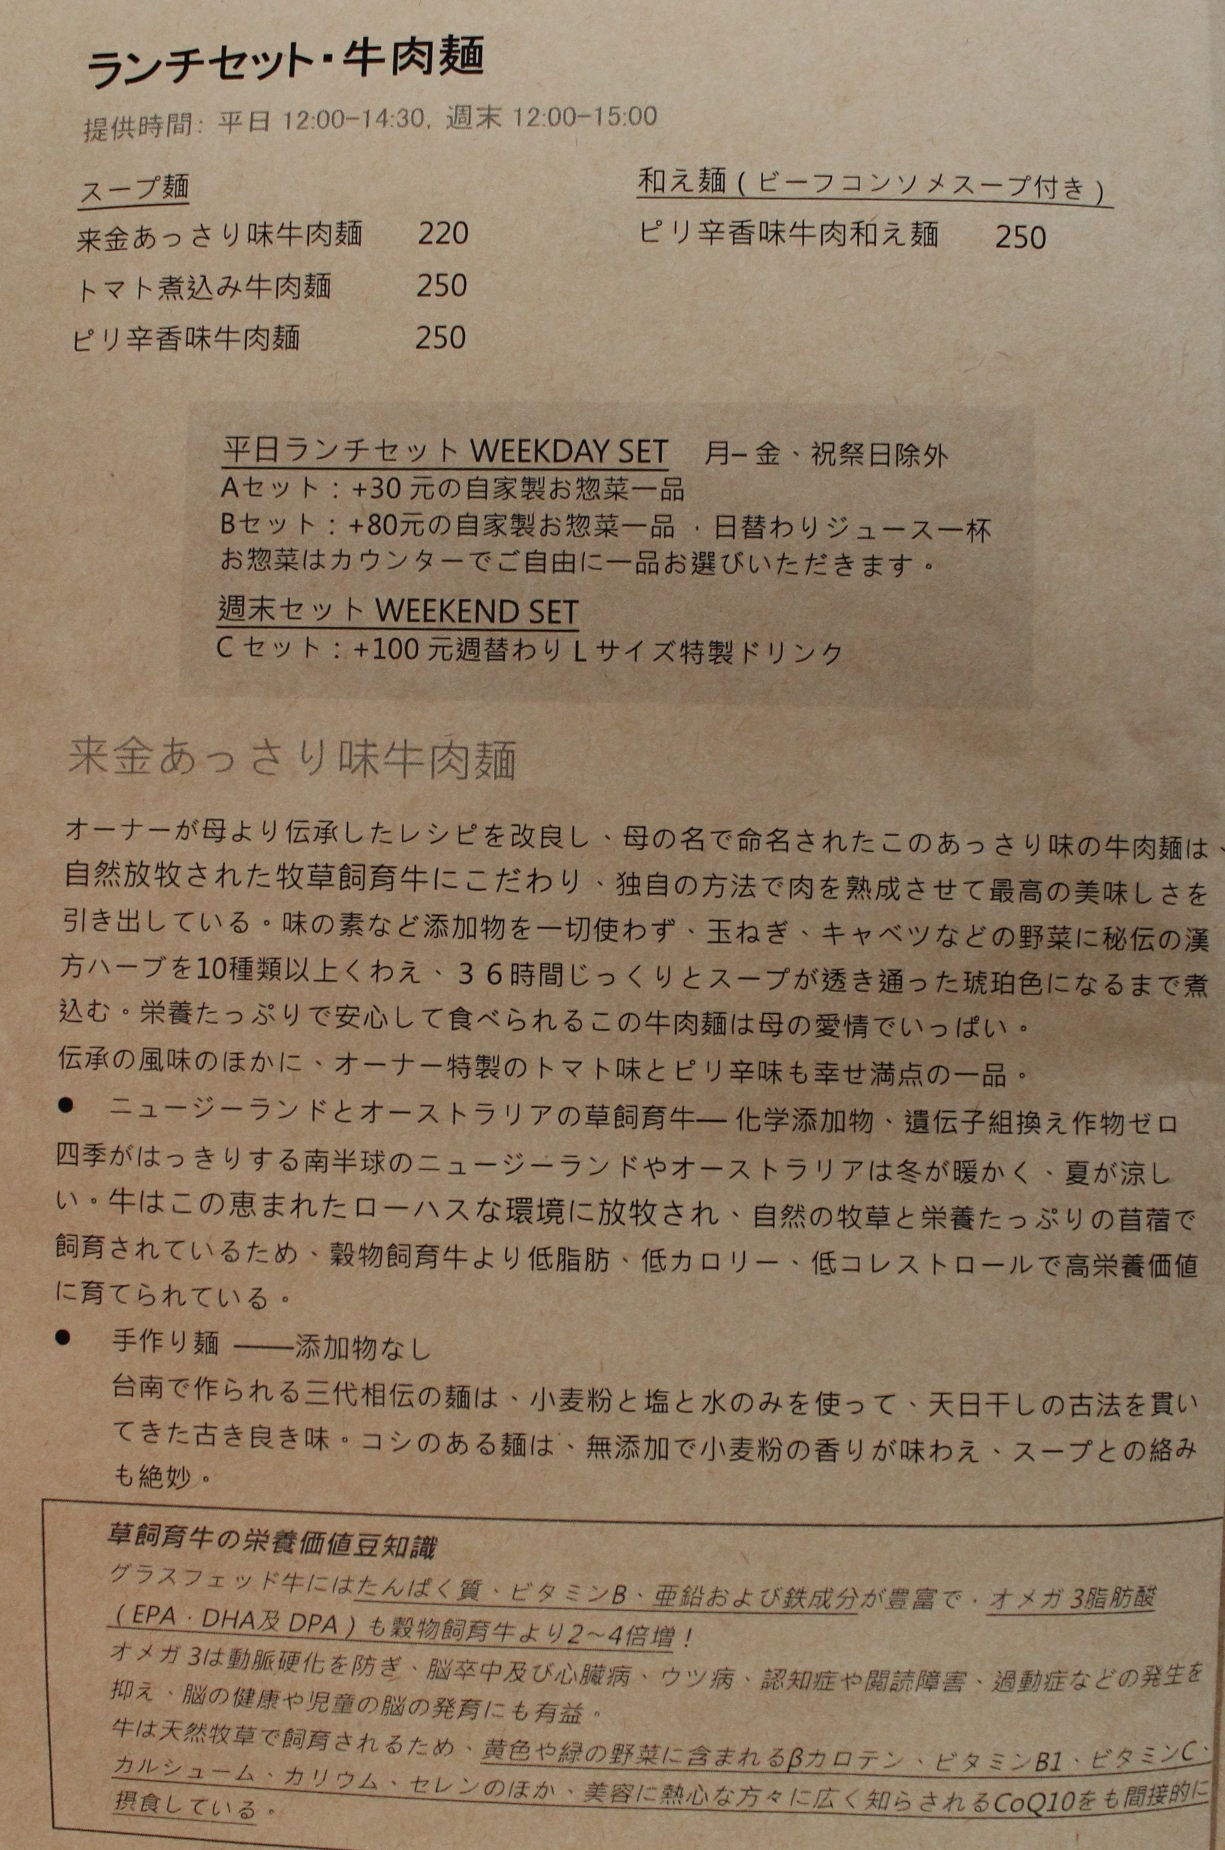 ランチセット・牛肉麺
提供時間: 平日 12:00-14:30, 週末 12:00-15:00
スープ麺
来金あっさり味牛肉麺 220
トマト煮込み牛肉麺 250
ピリ辛香味牛肉麺 250
和え麺 ( ビーフコンソメスープ付き )
ピリ辛香味牛肉和え麺 250
平日ランチセット WEEKDAY SET 月– 金、祝祭日除外
Aセット：+30 元の自家製お惣菜一品
Bセット：+80元の自家製お惣菜一品 ，日替わりジュース一杯
お惣菜はカウンターでご自由に一品お選びいただきます。
週末セット WEEKEND SET
C セット：+100 元週替わり L サイズ特製ドリンク
来金あっさり味牛肉麺
オーナーが母より伝承したレシピを改良し、母の名で命名されたこのあっさり味の牛肉麺は、
自然放牧された牧草飼育牛にこだわり、独自の方法で肉を熟成させて最高の美味しさを
引き出している。味の素など添加物を一切使わず、玉ねぎ、キャベツなどの野菜に秘伝の漢
方ハーブを10種類以上くわえ、３６時間じっくりとスープが透き通った琥珀色になるまで煮
込む。栄養たっぷりで安心して食べられるこの牛肉麺は母の愛情でいっぱい。
伝承の風味のほかに、オーナー特製のトマト味とピリ辛味も幸せ満点の一品。
● ニュージーランドとオーストラリアの草飼育牛— 化学添加物、遺伝子組換え作物ゼロ
四季がはっきりする南半球のニュージーランドやオーストラリアは冬が暖かく、夏が涼し
い。牛はこの恵まれたローハスな環境に放牧され、自然の牧草と栄養たっぷりの苜蓿で
飼育されているため、穀物飼育牛より低脂肪、低カロリー、低コレストロールで高栄養価値
に育てられている。
● 手作り麺 ——添加物なし
台南で作られる三代相伝の麺は、小麦粉と塩と水のみを使って、天日干しの古法を貫い
てきた古き良き味。コシのある麺は、無添加で小麦粉の香りが味わえ、スープとの絡み
も絶妙。
草飼育牛の栄養価値豆知識
グラスフェッド牛にはたんぱく質、ビタミンB、亜鉛および鉄成分が豊富で，オメガ 3脂肪酸
（EPA，DHA及 DPA）も穀物飼育牛より2~4倍増！
オメガ 3は動脈硬化を防ぎ、脳卒中及び心臓病、ウツ病、認知症や閲読障害、過動症などの発生を
抑え、脳の健康や児童の脳の発育にも有益。
牛は天然牧草で飼育されるため、黄色や緑の野菜に含まれるβカロテン、ビタミンB1、ビタミンC、
カルシューム、カリウム、セレンのほか、美容に熱心な方々に広く知らされるCoQ10をも間接的に
摂食している。